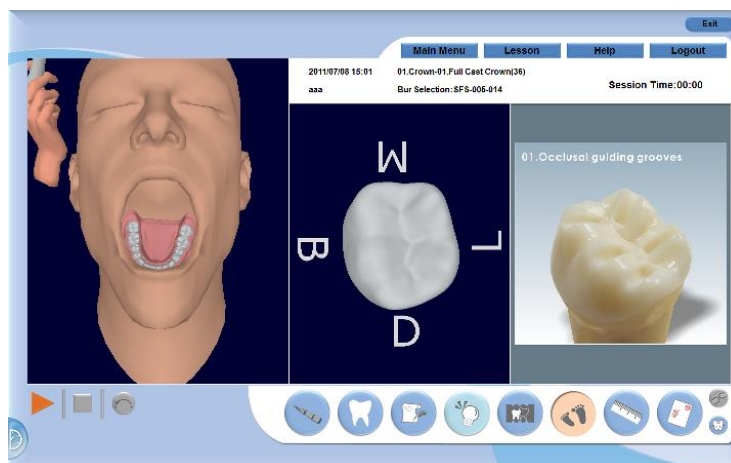 Exit
Main Menu Lesson Help Logout
2011/07/08 15:01 01.Crown-01.Full Cast Crown(36)
aaa Bur Selection:SFS-005-014 Session Time:00:00
M
01.Occlusal guiding grooves
B L
D